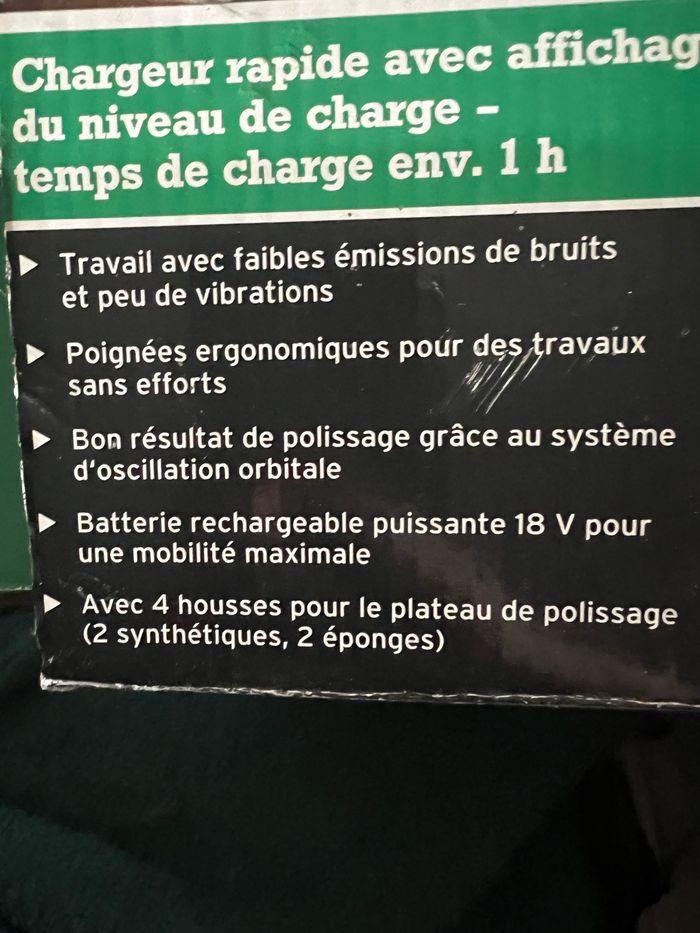 Chargeur rapide avec affichag
du niveau de charge –
temps de charge env. 1 h
Travail avec faibles émissions de bruits
et peu de vibrations
Poignées ergonomiques pour des travaux
sans efforts
Bon résultat de polissage grâce au système
d'oscillation orbitale
Batterie rechargeable puissante 18 V pour
une mobilité maximale
Avec 4 housses pour le plateau de polissage
(2 synthétiques, 2 éponges)